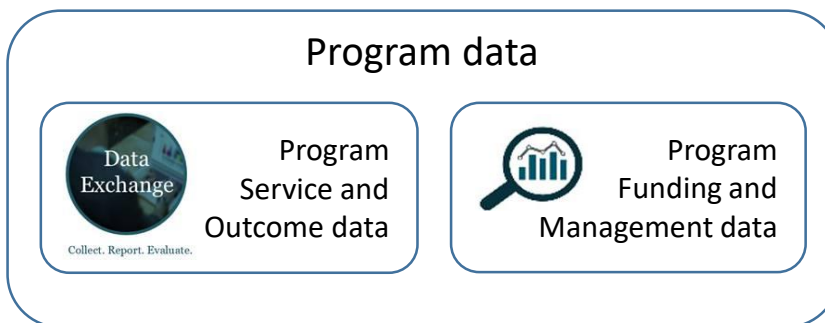 Program data
Data
Exchange
Collect. Report. Evaluate.
Program
Service and
Outcome data
Program
Funding and
Management data